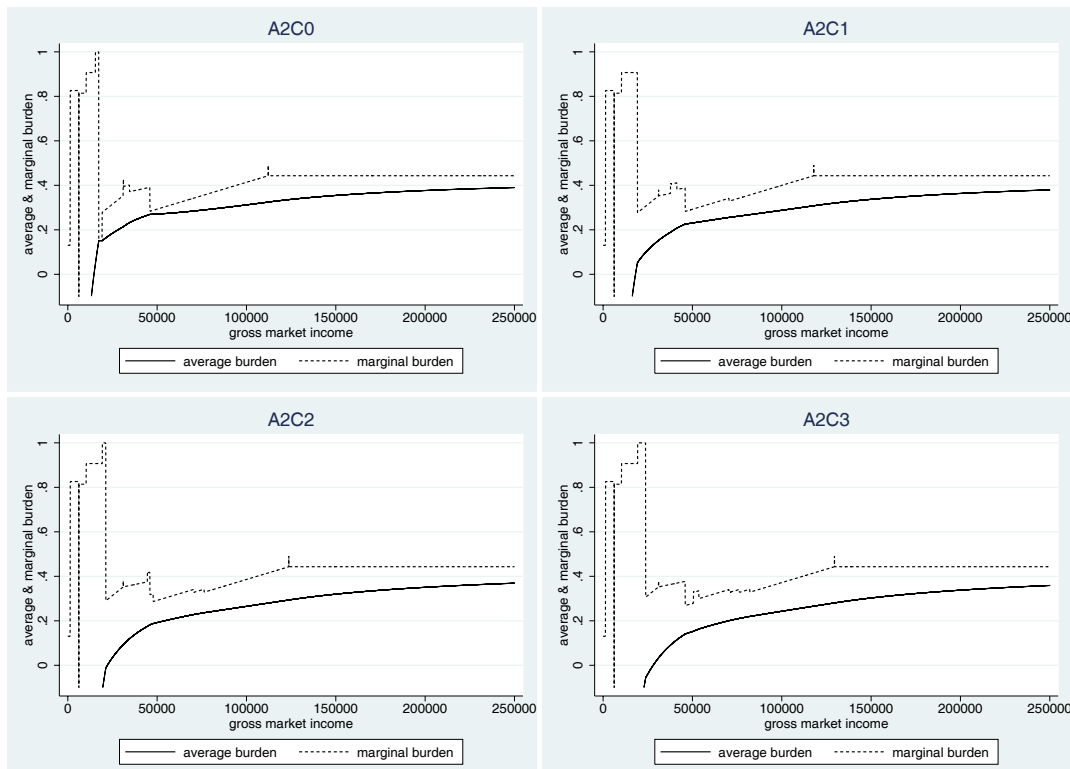 A2C0
average & marginal burden
1
.8
.6
.4
.2
0
0 50000 100000 150000 200000 250000
gross market income
average burden marginal burden
A2C1
average & marginal burden
1
.8
.6
.4
.2
0
0 50000 100000 150000 200000 250000
gross market income
average burden marginal burden
A2C2
average & marginal burden
1
.8
.6
.4
.2
0
0 50000 100000 150000 200000 250000
gross market income
average burden marginal burden
A2C3
average & marginal burden
1
.8
.6
.4
.2
0
0 50000 100000 150000 200000 250000
gross market income
average burden marginal burden